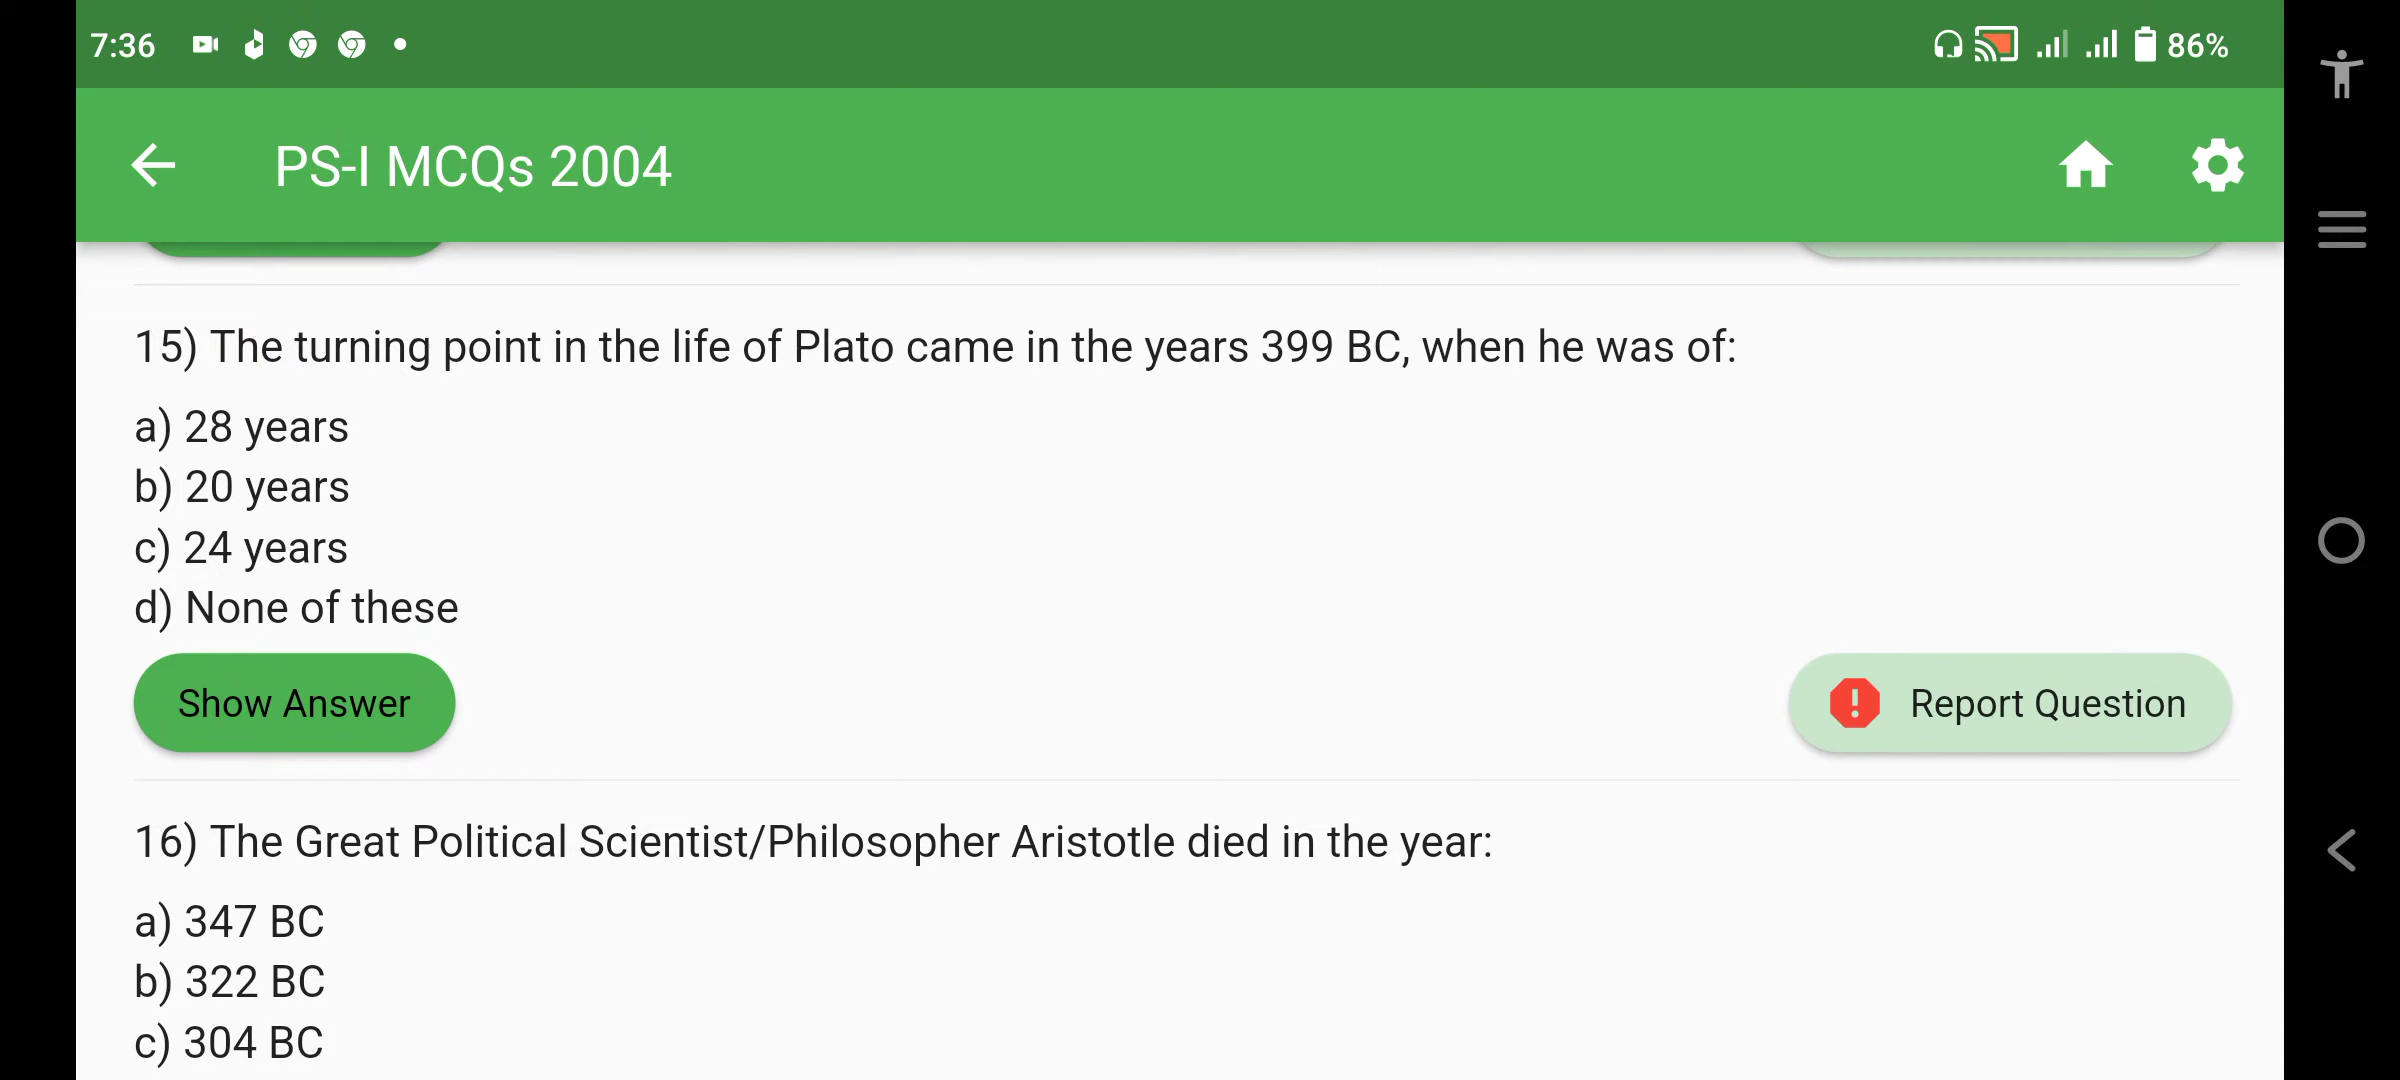 7:36
86%
PS-I MCQs 2004
15) The turning point in the life of Plato came in the years 399 BC, when he was of:
a) 28 years
b) 20 years
c) 24 years
d) None of these
Show Answer
Report Question
16) The Great Political Scientist/Philosopher Aristotle died in the year:
a) 347 BC
b) 322 BC
c) 304 BC